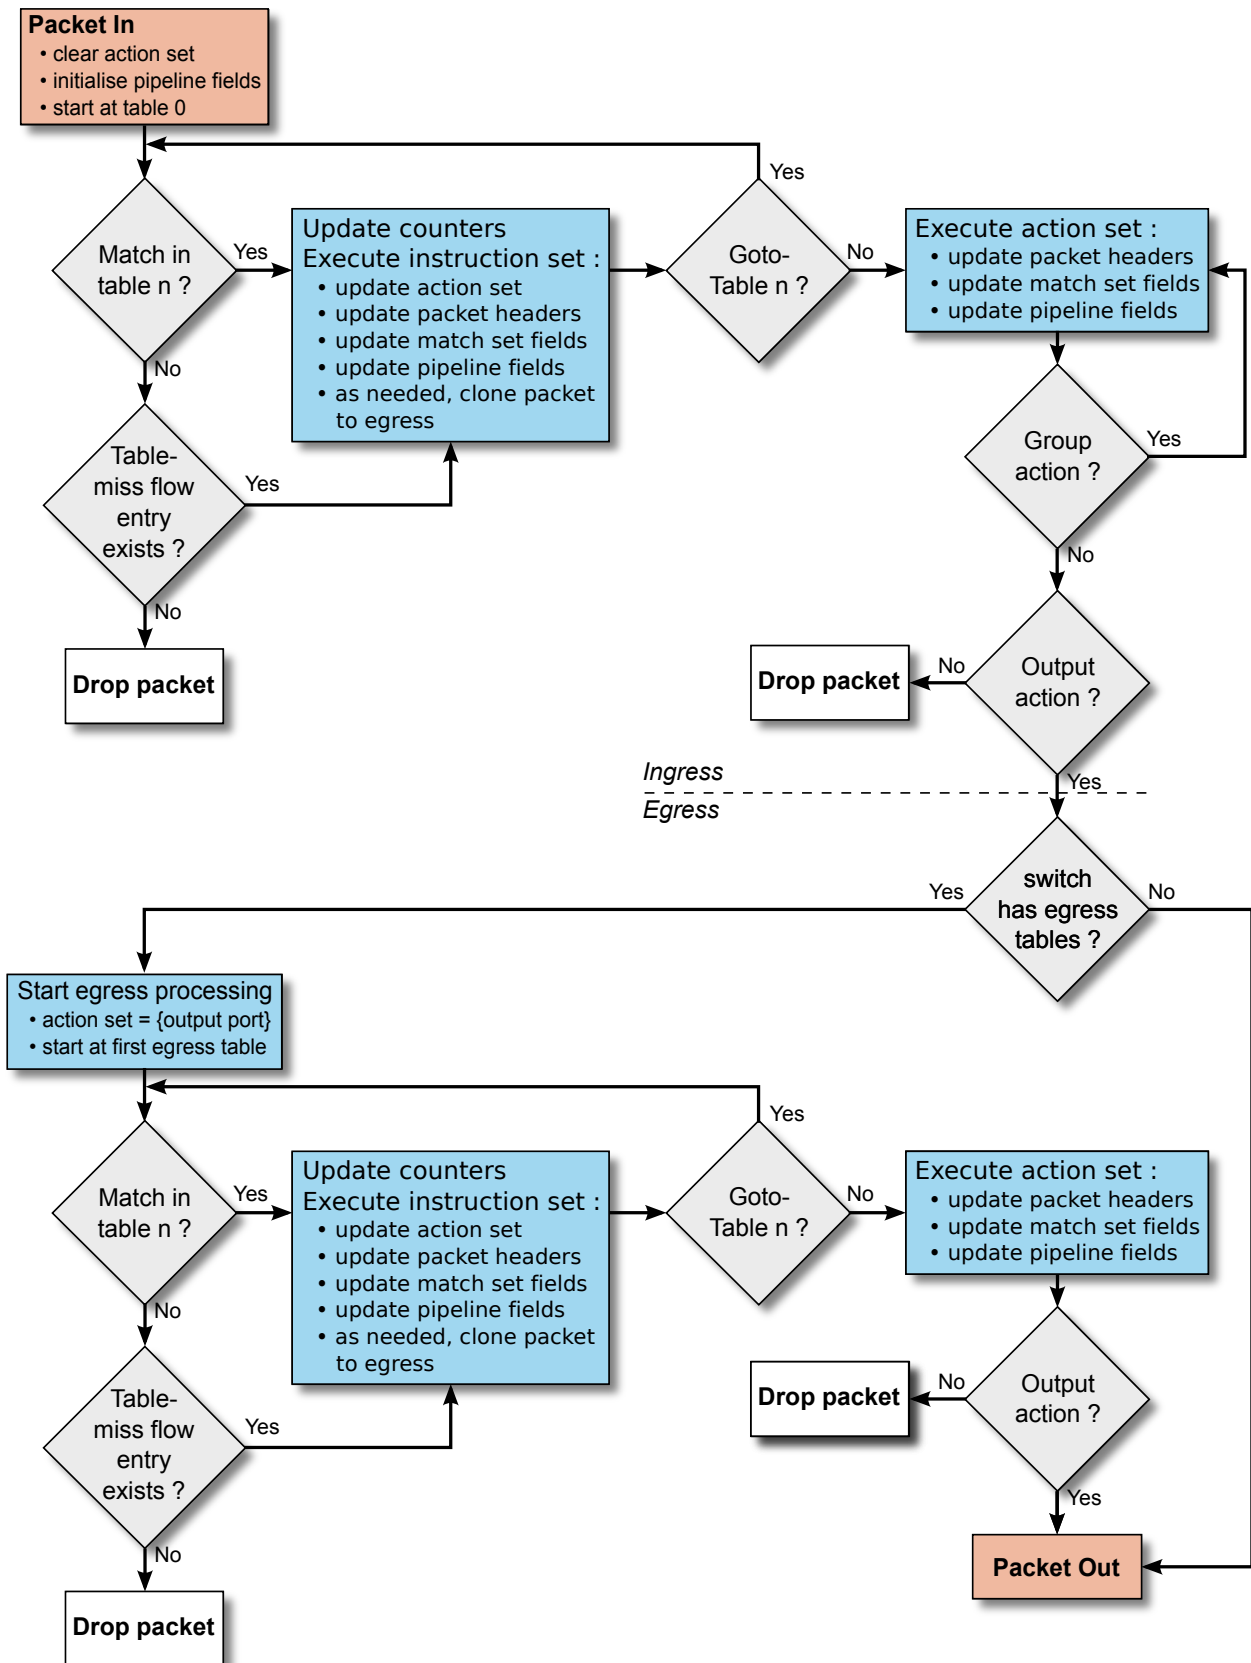 Packet In
• clear action set
• initialise pipeline fields
• start at table 0
Yes
Match in
table n ?
Yes
Update counters
Execute instruction set :
• update action set
• update packet headers
• update match set fields
• update pipeline fields
• as needed, clone packet
to egress
Goto-
Table n ?
No
Execute action set :
• update packet headers
• update match set fields
• update pipeline fields
No
Group
action ?
Yes
Table-
miss flow
entry
exists ?
Yes
No
No
Drop packet
Output
action ?
No
Drop packet
Ingress
Yes
Egress
switch
has egress
tables ?
Yes
No
Start egress processing
• action set = {output port}
• start at first egress table
Yes
Match in
table n ?
Yes
Update counters
Execute instruction set :
• update action set
• update packet headers
• update match set fields
• update pipeline fields
• as needed, clone packet
to egress
Goto-
Table n ?
No
Execute action set :
• update packet headers
• update match set fields
• update pipeline fields
No
Table-
miss flow
entry
exists ?
Yes
Output
action ?
No
Drop packet
Yes
No
Drop packet
Packet Out